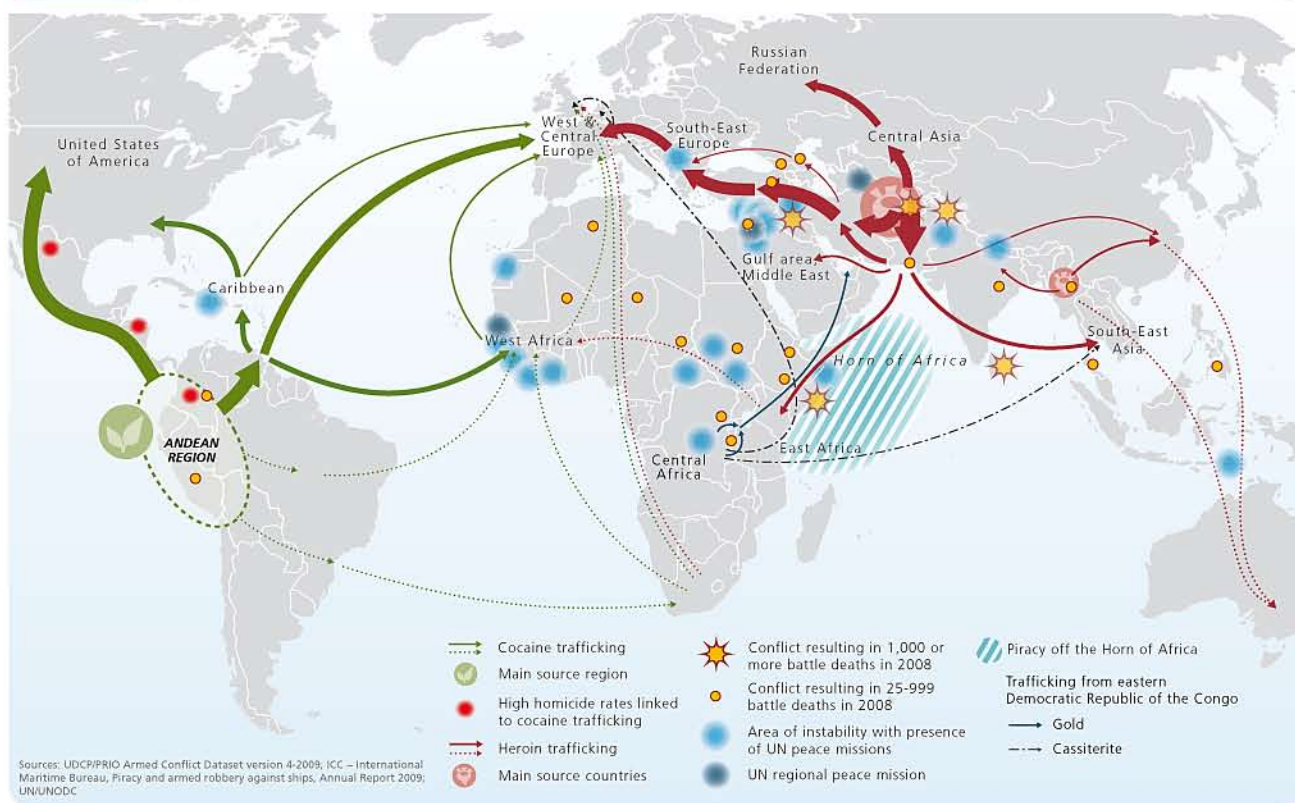 Russian
Federation
United States
of America
West &
Central
Europe
South-East
Europe
Central Asia
Gulf area,
Middle East
Caribbean
West Africa
Horn of Africa
South-East
Asia
ANDEAN
REGION
Central
Africa
East Africa
Cocaine trafficking
Main source region
High homicide rates linked
to cocaine trafficking
Heroin trafficking
Main source countries
Conflict resulting in 1,000 or
more battle deaths in 2008
Conflict resulting in 25-999
battle deaths in 2008
Area of instability with presence
of UN peace missions
UN regional peace mission
Piracy off the Horn of Africa
Trafficking from eastern
Democratic Republic of the Congo
Gold
Cassiterite
Sources: UDCP/PRIO Armed Conflict Dataset version 4-2009; ICC – International
Maritime Bureau, Piracy and armed robbery against ships, Annual Report 2009;
UN/UNODC